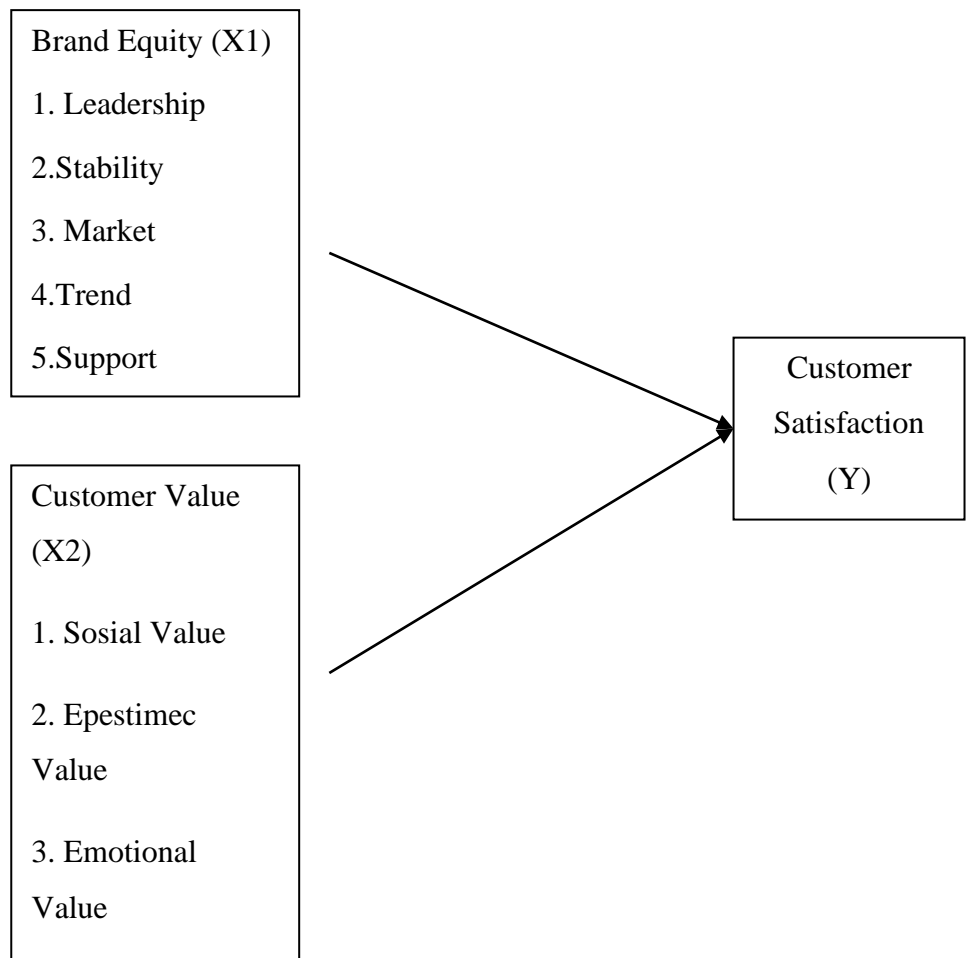 Brand Equity (X1)
1. Leadership
2.Stability
3. Market
4.Trend
5.Support
Customer
Satisfaction
(Y)
Customer Value
(X2)
1. Sosial Value
2. Epestimec
Value
3. Emotional
Value